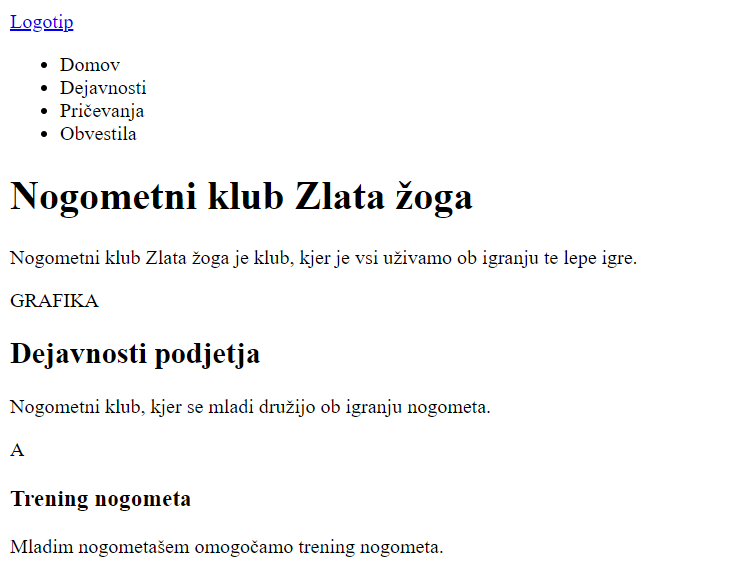 Logotip
Domov
Dejavnosti
Pričevanja
Obvestila
Nogometni klub Zlata žoga
Nogometni klub Zlata žoga je klub, kjer je vsi uživamo ob igranju te lepe igre.
GRAFIKA
Dejavnosti podjetja
Nogometni klub, kjer se mladi družijo ob igranju nogometa.
A
Trening nogometa
Mladim nogometašem omogočamo trening nogometa.